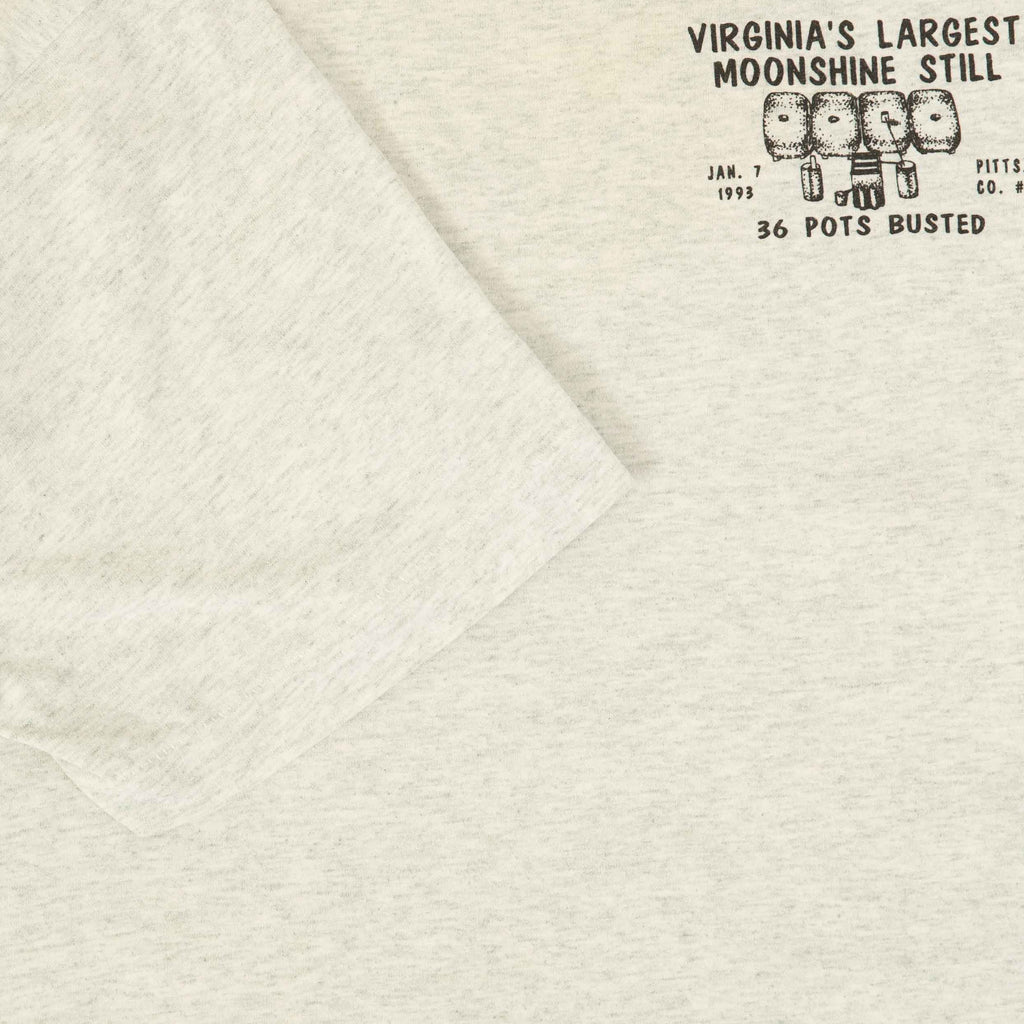 VIRGINIA'S LARGEST
MOONSHINE STILL
JAN. 7
1993
PITTS.
CO. #
36 POTS BUSTED